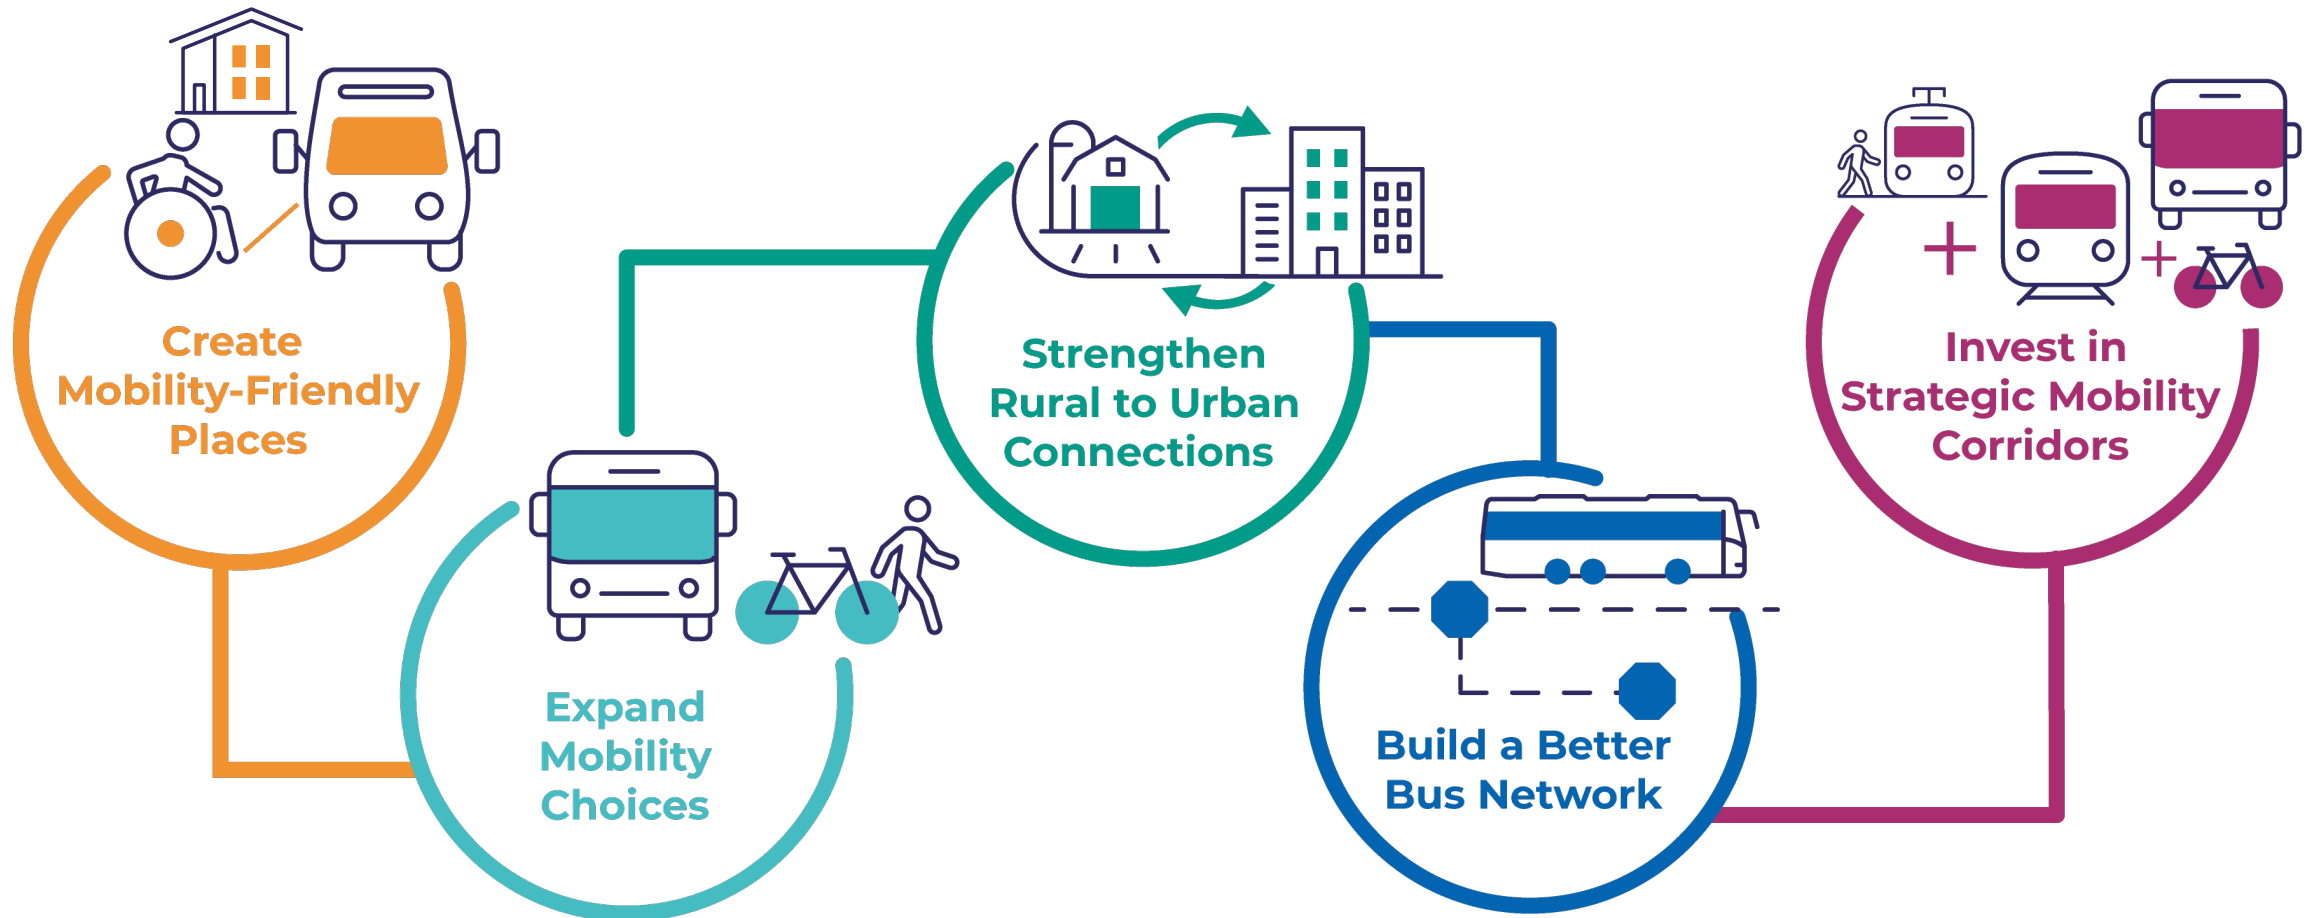 Create
Mobility-Friendly
Places
Expand
Mobility
Choices
Strengthen
Rural to Urban
Connections
Build a Better
Bus Network
Invest in
Strategic Mobility
Corridors